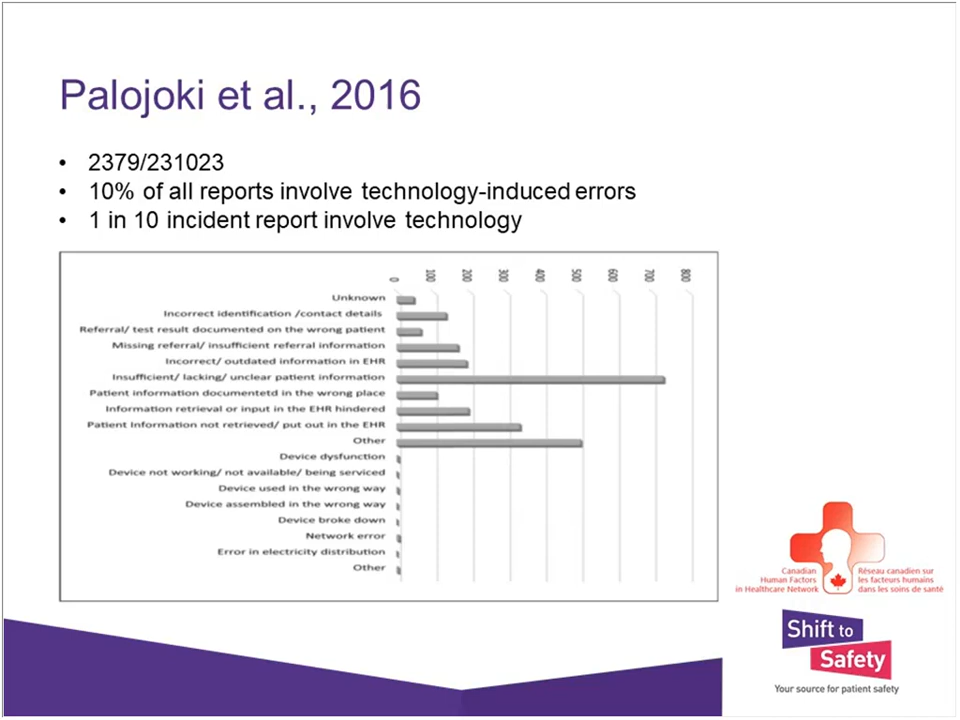 Palojoki et al., 2016
• 2379/231023
• 10% of all reports involve technology-induced errors
• 1 in 10 incident report involve technology
0 100 200 300 400 500 600 700 800
Unknown
Incorrect identification /contact details
Referral/ test result documented on the wrong patient
Missing referral/ insufficient referral information
Incorrect/ outdated information in EHR
Insufficient/ lacking/ unclear patient information
Patient information documentetd in the wrong place
Information retrieval or input in the EHR hindered
Patient Information not retrieved/ put out in the EHR
Other
Device dysfunction
Device not working/ not available/ being serviced
Device used in the wrong way
Device assembled in the wrong way
Device broke down
Network error
Error in electricity distribution
Other
Canadian
Human Factors
in Healthcare Network
Réseau canadien sur
les facteurs humains
dans les soins de santé
Shift to
Safety
Your source for patient safety